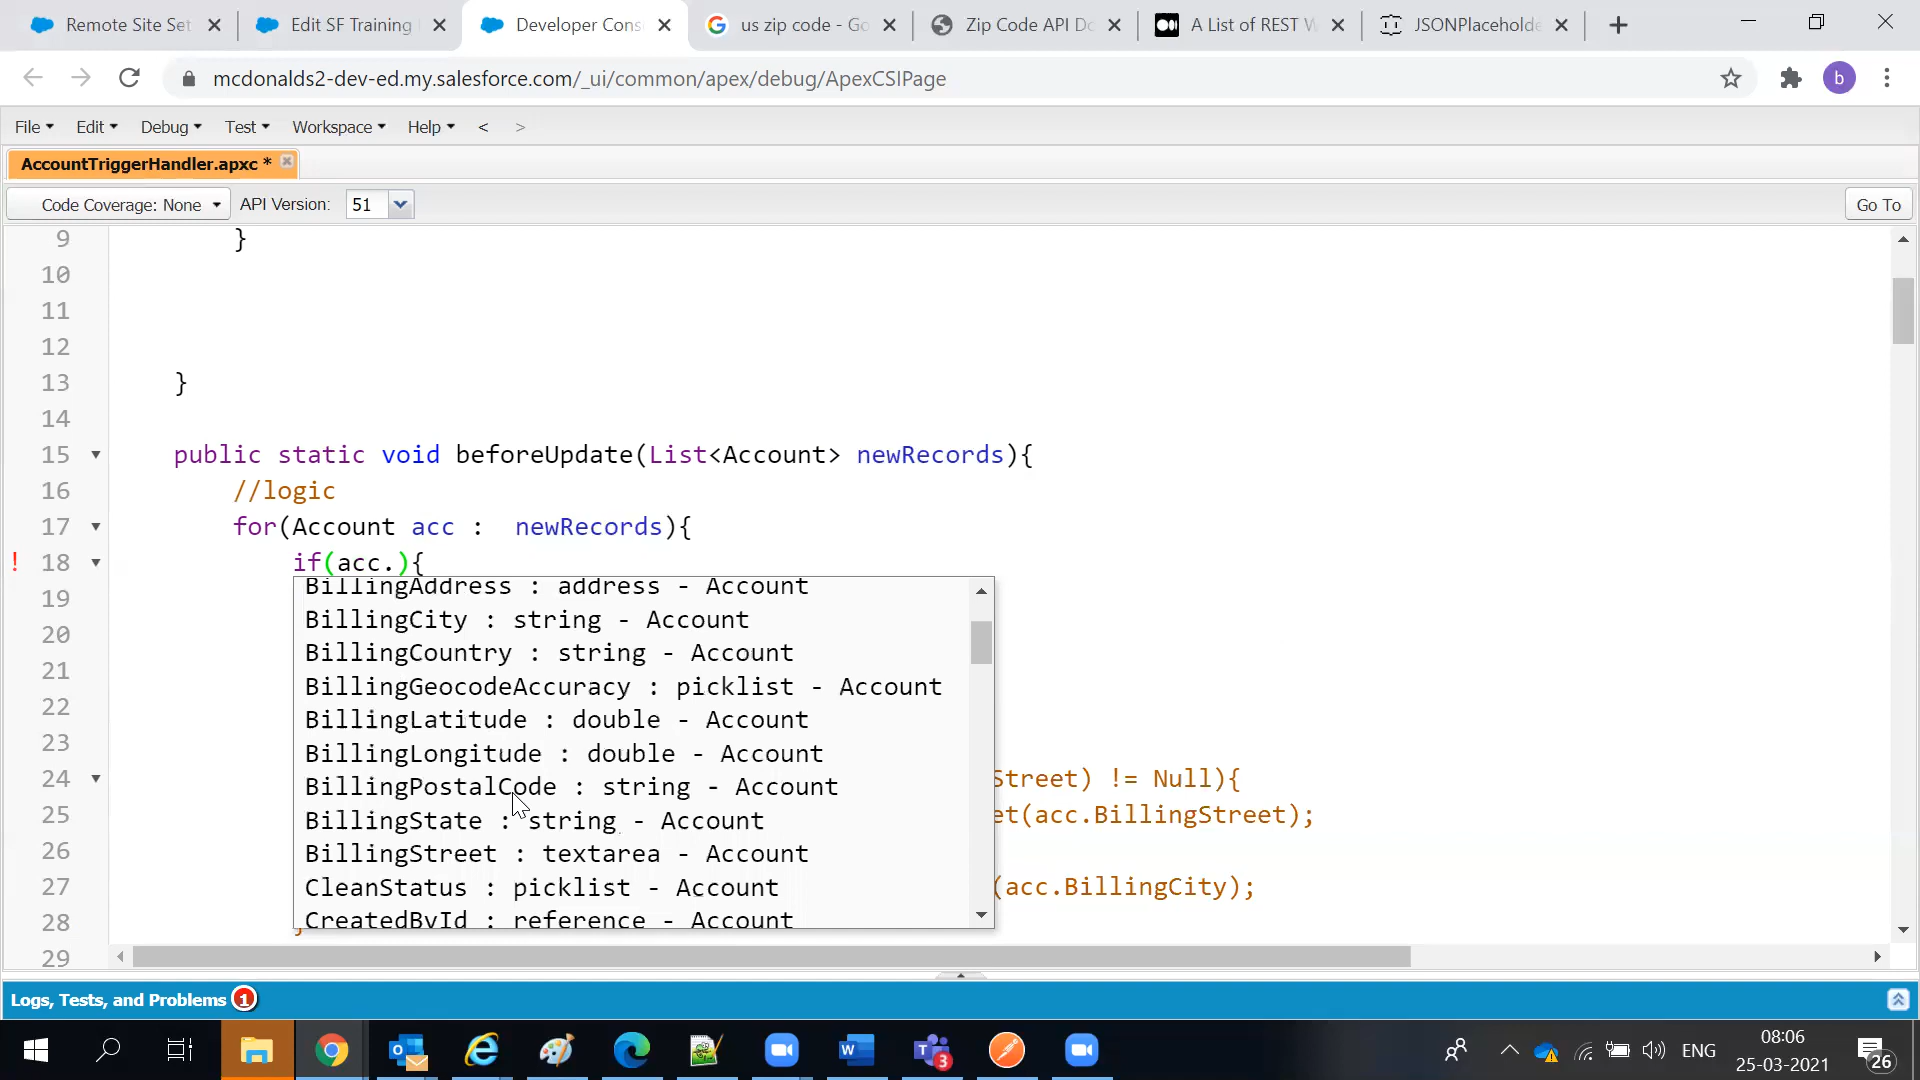 Remote Site Set
Edit SF Training
Developer Cons
us zip code - Go
Zip Code API Do
A List of REST W
JSONPlaceholde
mcdonalds2-dev-ed.my.salesforce.com/_ui/common/apex/debug/ApexCSIPage
b
File Edit Debug Test Workspace Help < >
AccountTriggerHandler.apxc *
Code Coverage: None API Version: 51 Go To
9 }
10
11
12
13 }
14
15 public static void beforeUpdate(List<Account> newRecords){
16 //logic
17 for(Account acc : newRecords){
! 18 if(acc.){
BillingAddress : address - Account
19 BillingCity : string - Account
20 BillingCountry : string - Account
21 BillingGeocodeAccuracy : picklist - Account
22 BillingLatitude : double - Account
23 BillingLongitude : double - Account
24 BillingPostalCode : string - Account Street) != Null){
25 BillingState : string - Account et(acc.BillingStreet);
26 BillingStreet : textarea - Account
27 CleanStatus : picklist - Account (acc.BillingCity);
28 CreatedById : reference - Account
29
Logs, Tests, and Problems 1
3
ENG
08:06
25-03-2021
26